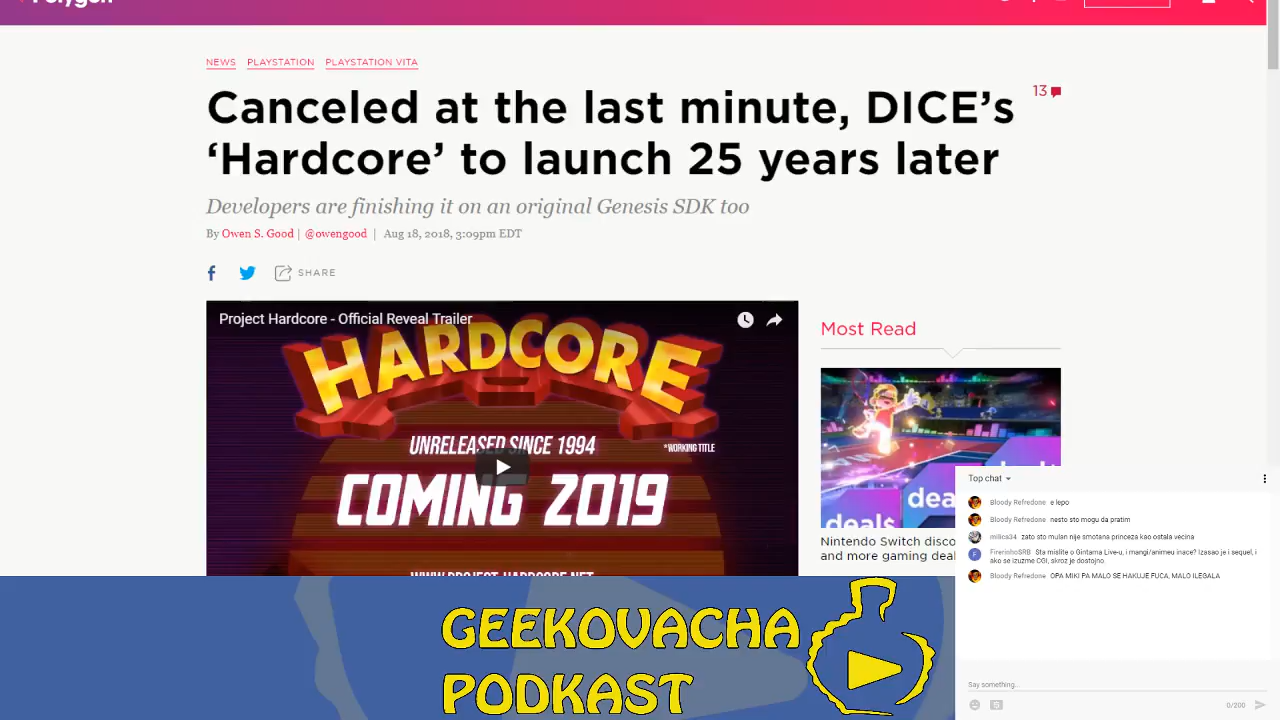 NEWS PLAYSTATION PLAYSTATION VITA
Canceled at the last minute, DICE’s
‘Hardcore’ to launch 25 years later
13
Developers are finishing it on an original Genesis SDK too
By Owen S. Good | @owengood | Aug 18, 2018, 3:09pm EDT
SHARE
Project Hardcore - Official Reveal Trailer
HARDCORE
UNRELEASED SINCE 1994
*WORKING TITLE
COMING 2019
WWW.PROJECT-HARDCORE.NET
Most Read
deals
deals
Nintendo Switch disco
and more gaming deal
Top chat
Bloody Refredone e lepo
Bloody Refredone nesto sto mogu da pratim
milica34 zato sto mulan nije smotana princeza kao ostala vecina
F FirerishoSRB Sta mislite o Gintama Live-u, i mangi/animeu inace? Izasao je i sequel, i
ako se izuzme CGI, skroz je dostojno
Bloody Refredone OPA MIKI PA MALO SE HAKUJE FUCA, MALO ILEGALA
Say something...
0/200
GEEKOVACHA
PODKAST